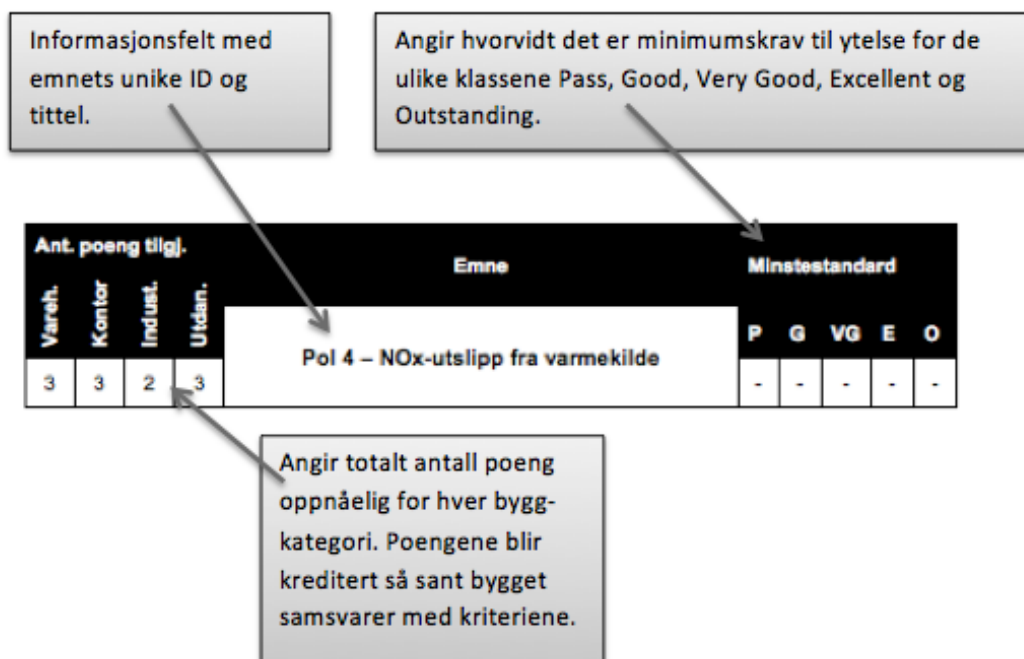 Informasjonsfelt med
emnets unike ID og
tittel.
Angir hvorvidt det er minimumskrav til ytelse for de
ulike klassene Pass, Good, Very Good, Excellent og
Outstanding.
Ant. poeng tilgj.
Emne
Minstestandard
Vareh.
Kontor
Indust.
Utdan.
P G VG E O
Pol 4 – NOx-utslipp fra varmekilde
3 3 2 3
- - - - -
Angir totalt antall poeng
oppnåelig for hver bygg-
kategori. Poengene blir
kreditert så sant bygget
samsvarer med kriteriene.